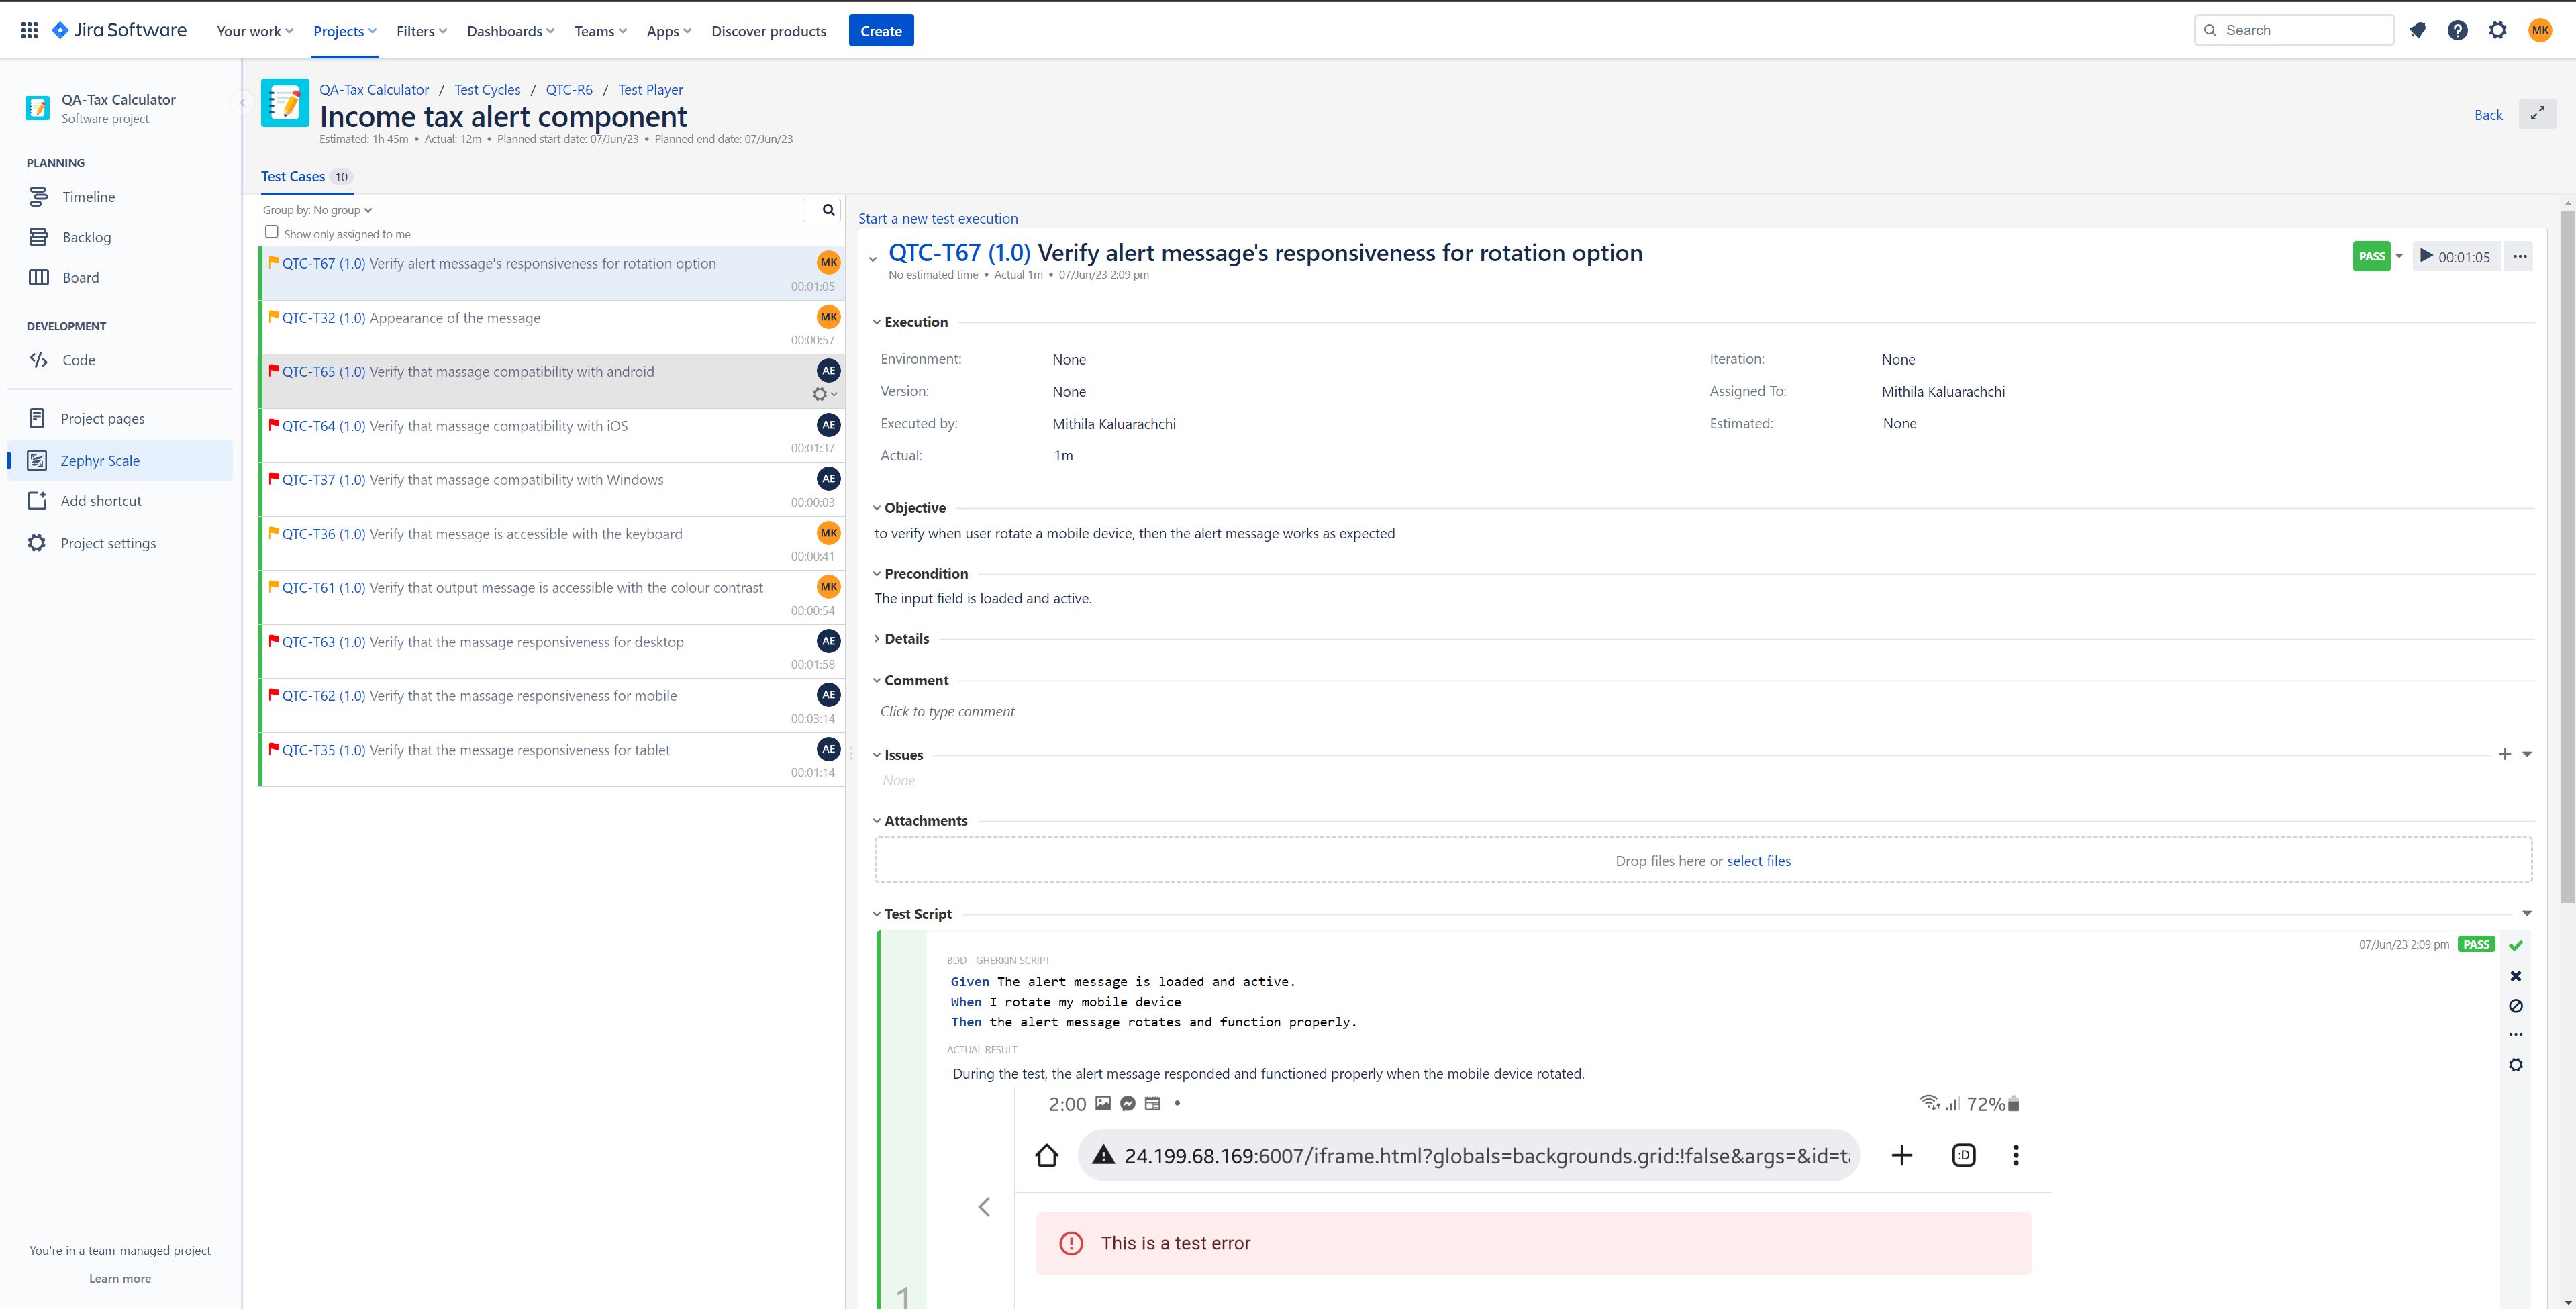 Jira Software Your work Projects Filters Dashboards Teams Apps Discover products Create Search MK
QA-Tax Calculator
Software project
PLANNING
Timeline
Backlog
Board
DEVELOPMENT
Code
Project pages
Zephyr Scale
Add shortcut
Project settings
You're in a team-managed project
Learn more
QA-Tax Calculator / Test Cycles / QTC-R6 / Test Player
Income tax alert component
Estimated: 1h 45m • Actual: 12m • Planned start date: 07/Jun/23 • Planned end date: 07/Jun/23
Back
Test Cases 10
Group by: No group
Show only assigned to me
QTC-T67 (1.0) Verify alert message's responsiveness for rotation option MK
00:01:05
QTC-T32 (1.0) Appearance of the message MK
00:00:57
QTC-T65 (1.0) Verify that massage compatibility with android AE
QTC-T64 (1.0) Verify that massage compatibility with iOS AE
00:01:37
QTC-T37 (1.0) Verify that massage compatibility with Windows AE
00:00:03
QTC-T36 (1.0) Verify that message is accessible with the keyboard MK
00:00:41
QTC-T61 (1.0) Verify that output message is accessible with the colour contrast MK
00:00:54
QTC-T63 (1.0) Verify that the massage responsiveness for desktop AE
00:01:58
QTC-T62 (1.0) Verify that the massage responsiveness for mobile AE
00:03:14
QTC-T35 (1.0) Verify that the message responsiveness for tablet AE
00:01:14
Start a new test execution
QTC-T67 (1.0) Verify alert message's responsiveness for rotation option PASS 00:01:05
No estimated time • Actual 1m • 07/Jun/23 2:09 pm
Execution
Environment: None Iteration: None
Version: None Assigned To: Mithila Kaluarachchi
Executed by: Mithila Kaluarachchi Estimated: None
Actual: 1m
Objective
to verify when user rotate a mobile device, then the alert message works as expected
Precondition
The input field is loaded and active.
Details
Comment
Click to type comment
Issues
None
Attachments
Drop files here or select files
Test Script
07/Jun/23 2:09 pm PASS
BDD - GHERKIN SCRIPT
Given The alert message is loaded and active.
When I rotate my mobile device
Then the alert message rotates and function properly.
ACTUAL RESULT
During the test, the alert message responded and functioned properly when the mobile device rotated.
2:00 72%
24.199.68.169:6007/iframe.html?globals=backgrounds.grid:!false&args=&id=t :D
This is a test error
1